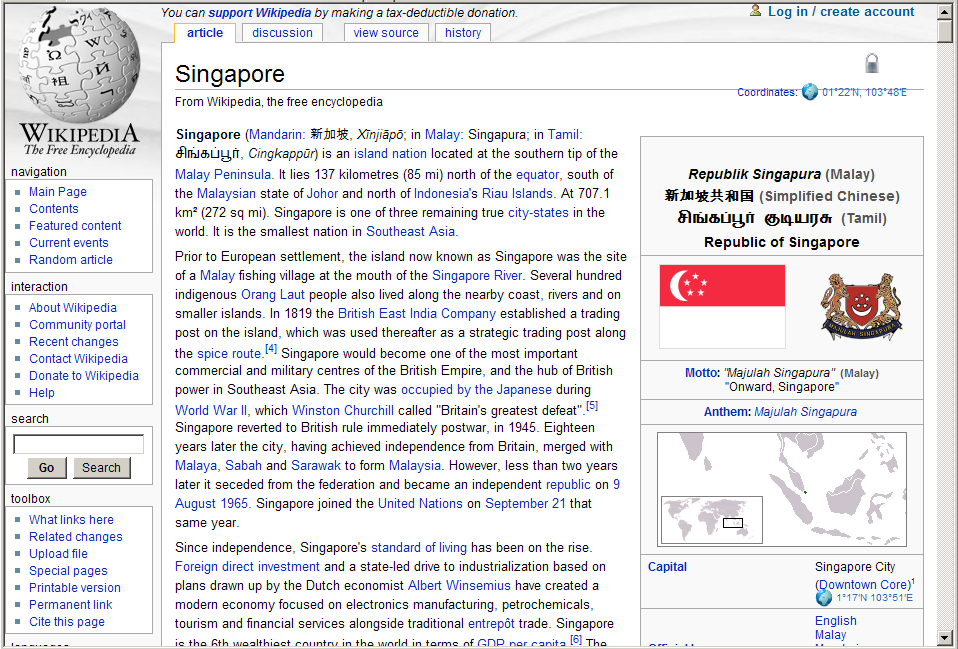 You can support Wikipedia by making a tax-deductible donation.
Log in / create account
article
discussion
view source
history
WIKIPEDIA
The Free Encyclopedia
navigation
Main Page
Contents
Featured content
Current events
Random article
interaction
About Wikipedia
Community portal
Recent changes
Contact Wikipedia
Donate to Wikipedia
Help
search
Go
Search
toolbox
What links here
Related changes
Upload file
Special pages
Printable version
Permanent link
Cite this page
languages
Singapore
From Wikipedia, the free encyclopedia
Coordinates: 01°22′N, 103°48′E
Singapore (Mandarin: 新加坡, Xīnjiāpō; in Malay: Singapura; in Tamil:
சிங்கப்பூர், Cingkappūr) is an island nation located at the southern tip of the
Malay Peninsula. It lies 137 kilometres (85 mi) north of the equator, south
of the Malaysian state of Johor and north of Indonesia's Riau Islands. At 707.1
km² (272 sq mi). Singapore is one of three remaining true city-states in the
world. It is the smallest nation in Southeast Asia.
Prior to European settlement, the island now known as Singapore was the site
of a Malay fishing village at the mouth of the Singapore River. Several hundred
indigenous Orang Laut people also lived along the nearby coast, rivers and on
smaller islands. In 1819 the British East India Company established a trading
post on the island, which was used thereafter as a strategic trading post along
the spice route.[4] Singapore would become one of the most important
commercial and military centres of the British Empire, and the hub of British
power in Southeast Asia. The city was occupied by the Japanese during
World War II, which Winston Churchill called "Britain's greatest defeat".[5]
Singapore reverted to British rule immediately postwar, in 1945. Eighteen
years later the city, having achieved independence from Britain, merged with
Malaya, Sabah and Sarawak to form Malaysia. However, less than two years
later it seceded from the federation and became an independent republic on 9
August 1965. Singapore joined the United Nations on September 21 that
same year.
Since independence, Singapore's standard of living has been on the rise.
Foreign direct investment and a state-led drive to industrialization based on
plans drawn up by the Dutch economist Albert Winsemius have created a
modern economy focused on electronics manufacturing, petrochemicals,
tourism and financial services alongside traditional entrepôt trade. Singapore
is the 6th wealthiest country in the world in terms of GDP per capita.[6] The
Republik Singapura (Malay)
新加坡共和国 (Simplified Chinese)
சிங்கப்பூர் குடியரசு (Tamil)
Republic of Singapore
MAJULAH SINGAPURA
Motto: "Majulah Singapura" (Malay)
"Onward, Singapore"
Anthem: Majulah Singapura
Capital
Singapore City
(Downtown Core)¹
1°17′N 103°51′E
English
Malay